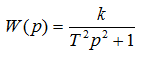 W(p) = k / (T²p² + 1)